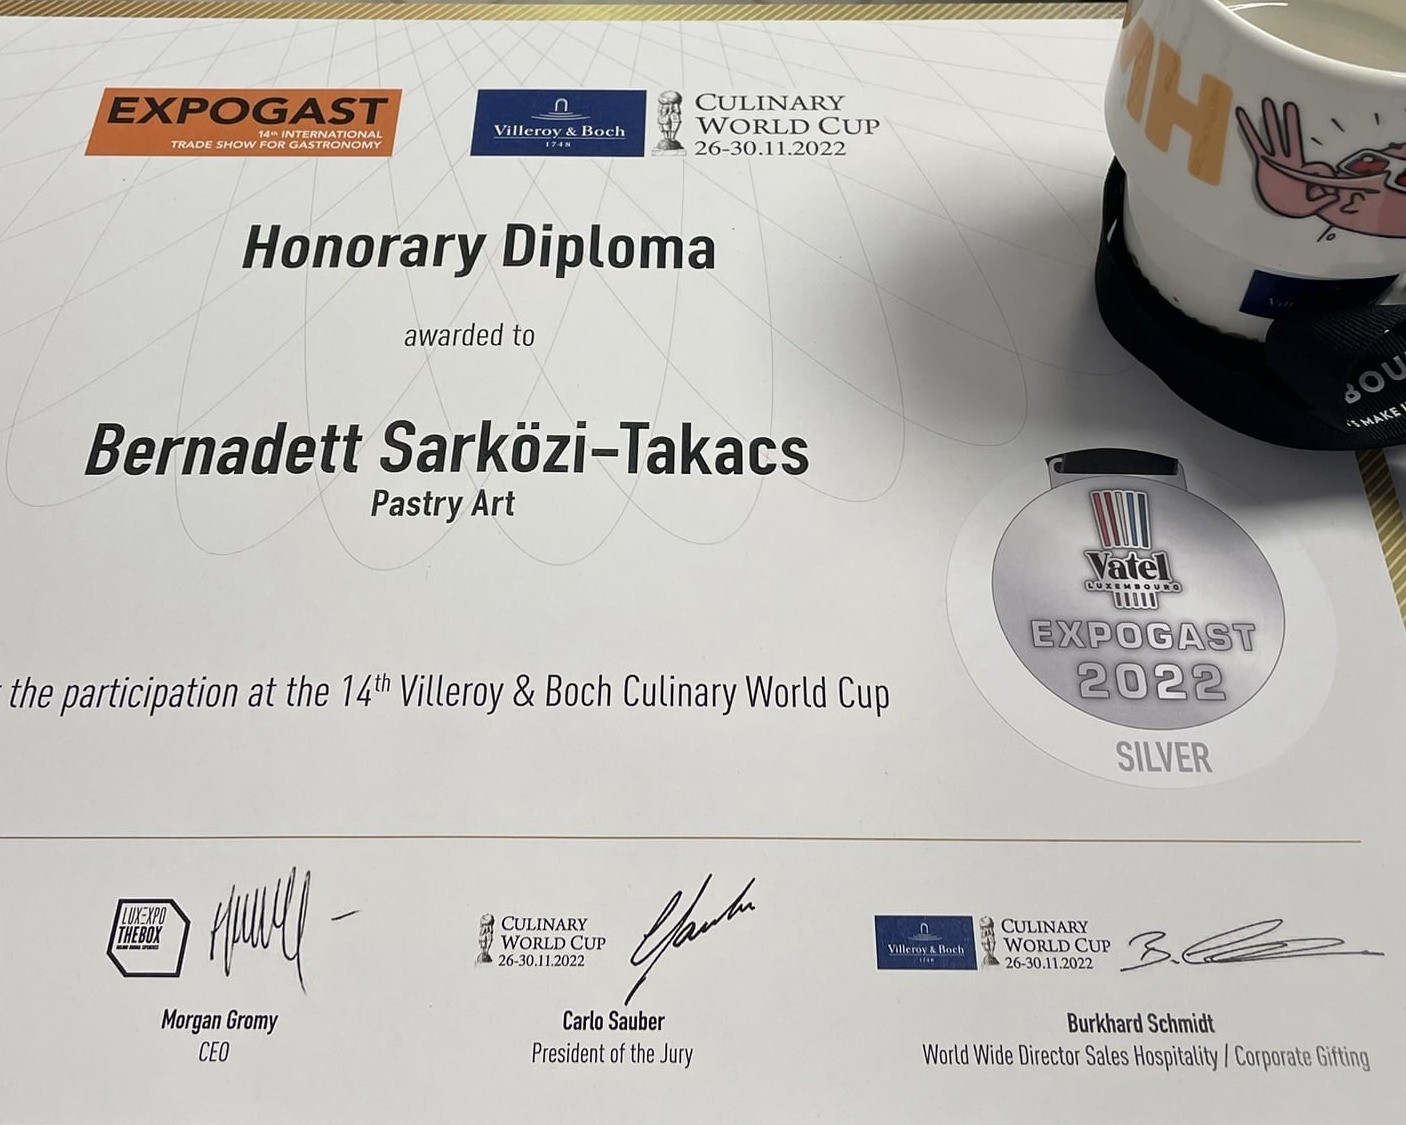 EXPOGAST
14th INTERNATIONAL
TRADE SHOW FOR GASTRONOMY
Villeroy & Boch
1748
CULINARY
WORLD CUP
26-30.11.2022
MH
Honorary Diploma
awarded to
Bernadett Sarközi-Takacs
Pastry Art
the participation at the 14th Villeroy & Boch Culinary World Cup
Vatel
LUXEMBOURG
EXPOGAST
2022
SILVER
LUXEXPO
THEBOX
CULINARY
WORLD CUP
26-30.11.2022
Villeroy & Boch
1748
CULINARY
WORLD CUP
26-30.11.2022
Morgan Gromy
CEO
Carlo Sauber
President of the Jury
Burkhard Schmidt
World Wide Director Sales Hospitality / Corporate Gifting